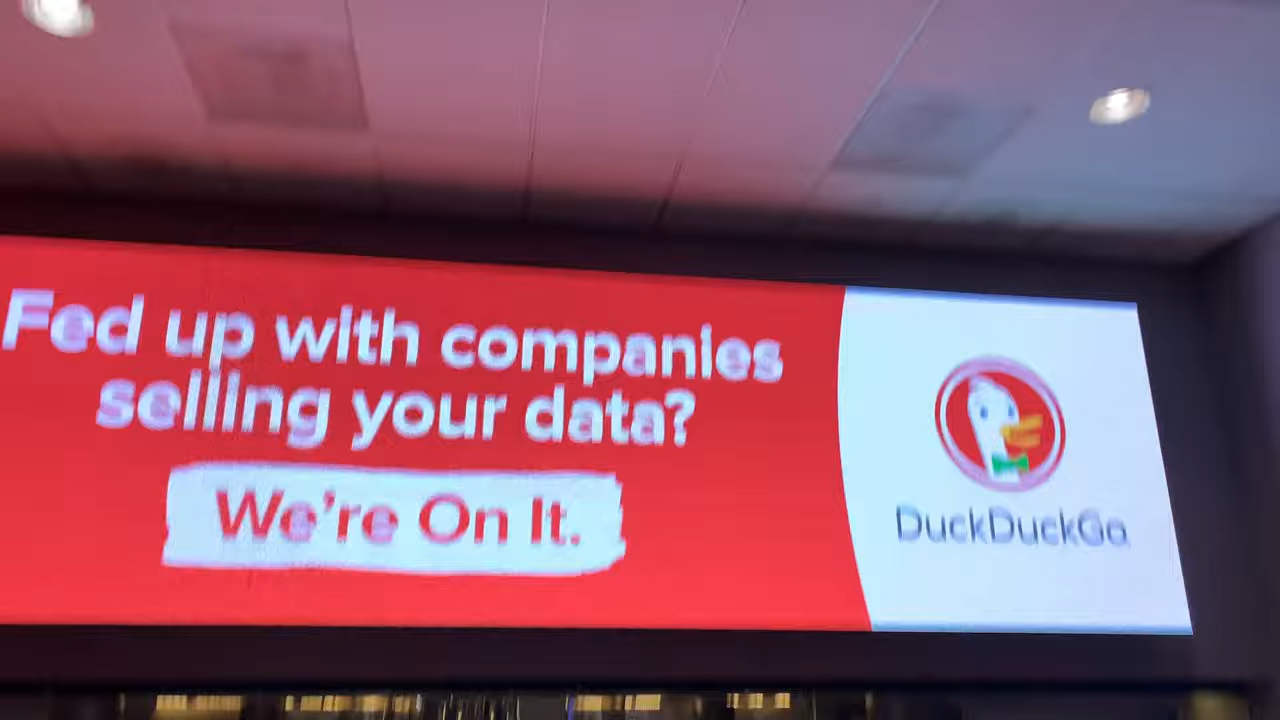 Fed up with companies
selling your data?
We're On It.
DuckDuckGo